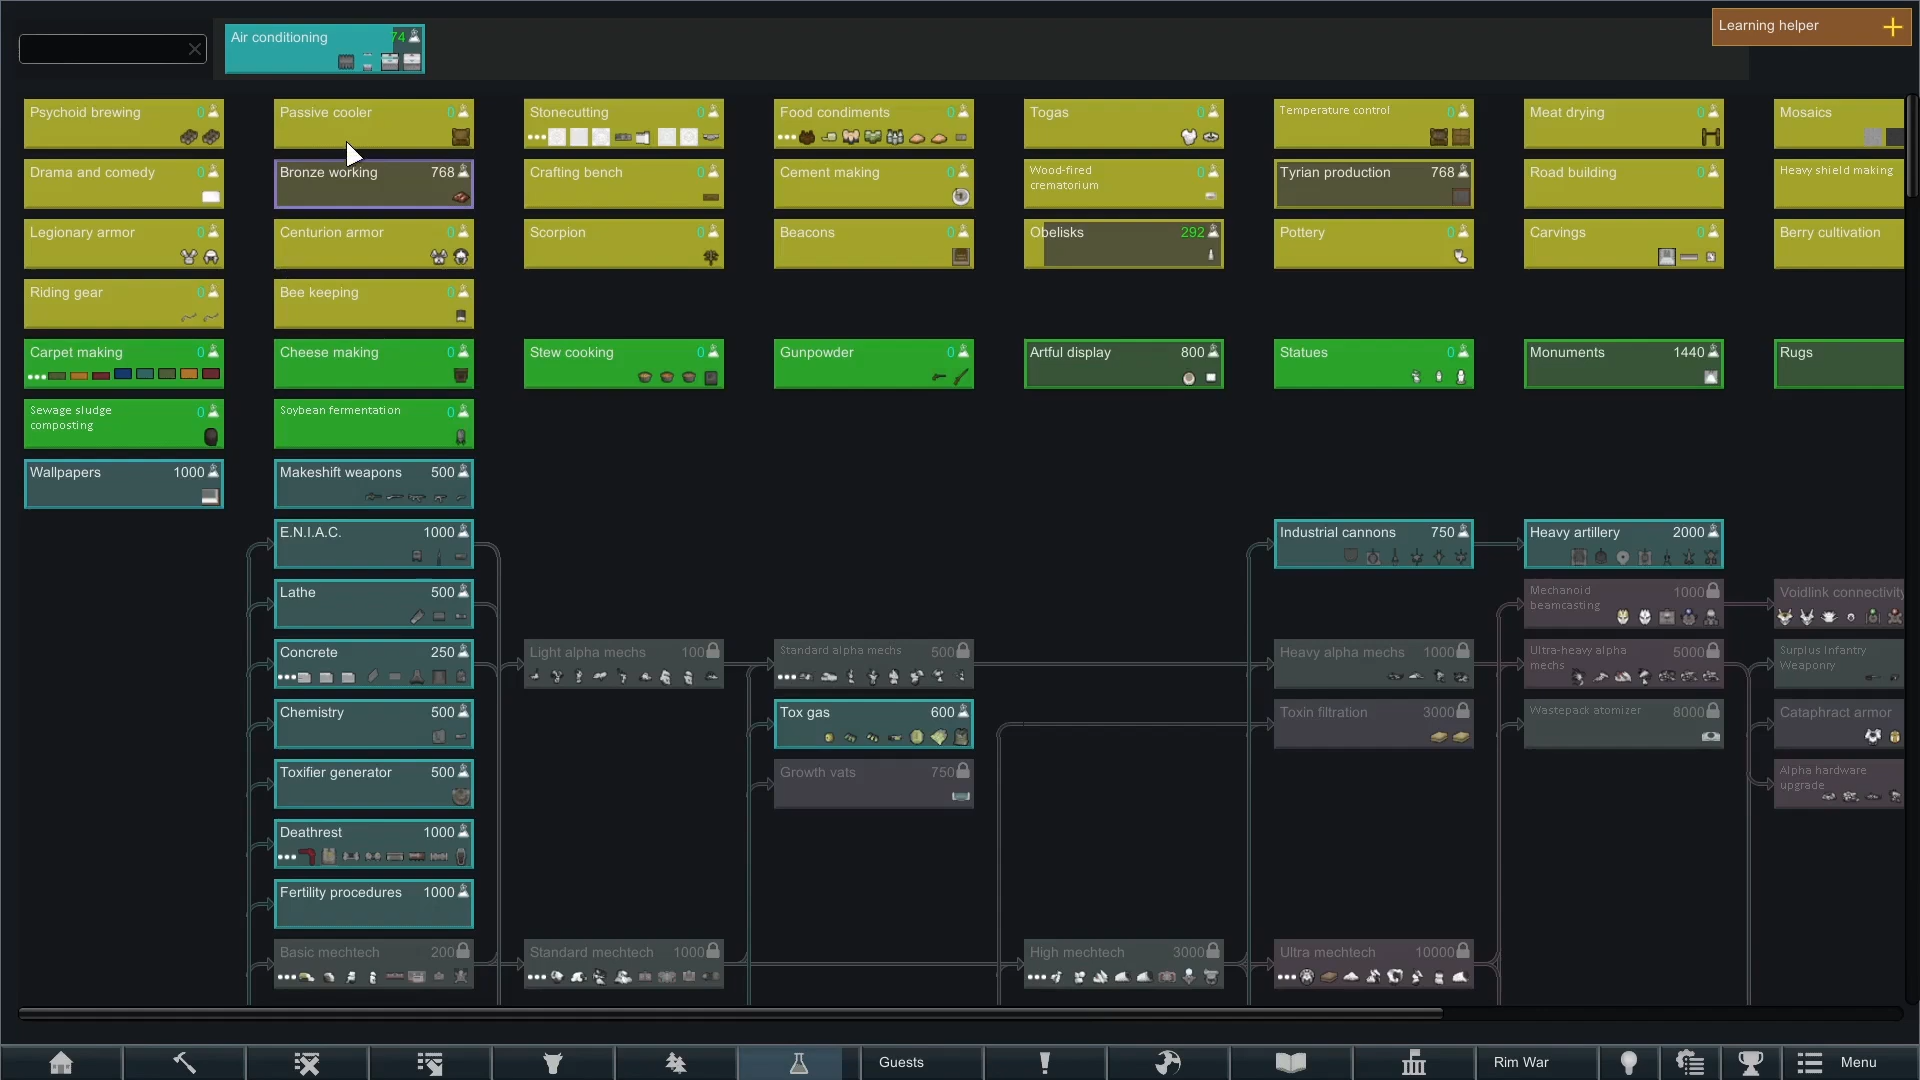 Air conditioning 74
Learning helper
Psychoid brewing 0
Passive cooler 0
Stonecutting 0
Food condiments 0
Togas 0
Temperature control 0
Meat drying 0
Mosaics
Drama and comedy 0
Bronze working 768
Crafting bench 0
Cement making 0
Wood-fired
crematorium 0
Tyrian production 768
Road building 0
Heavy shield making
Legionary armor 0
Centurion armor 0
Scorpion 0
Beacons 0
Obelisks 292
Pottery 0
Carvings 0
Berry cultivation
Riding gear 0
Bee keeping 0
Carpet making 0
Cheese making 0
Stew cooking 0
Gunpowder 0
Artful display 800
Statues 0
Monuments 1440
Rugs
Sewage sludge
composting 0
Soybean fermentation 0
Wallpapers 1000
Makeshift weapons 500
E.N.I.A.C. 1000
Industrial cannons 750
Heavy artillery 2000
Lathe 500
Mechanoid
beamcasting 1000
Voidlink connectivity
Concrete 250
Light alpha mechs 100
Standard alpha mechs 500
Heavy alpha mechs 1000
Ultra-heavy alpha
mechs 5000
Surplus Infantry
Weaponry
Chemistry 500
Tox gas 600
Toxin filtration 3000
Wastepack atomizer 8000
Cataphract armor
Toxifier generator 500
Growth vats 750
Alpha hardware
upgrade
Deathrest 1000
Fertility procedures 1000
Basic mechtech 200
Standard mechtech 1000
High mechtech 3000
Ultra mechtech 10000
Guests
Rim War
Menu